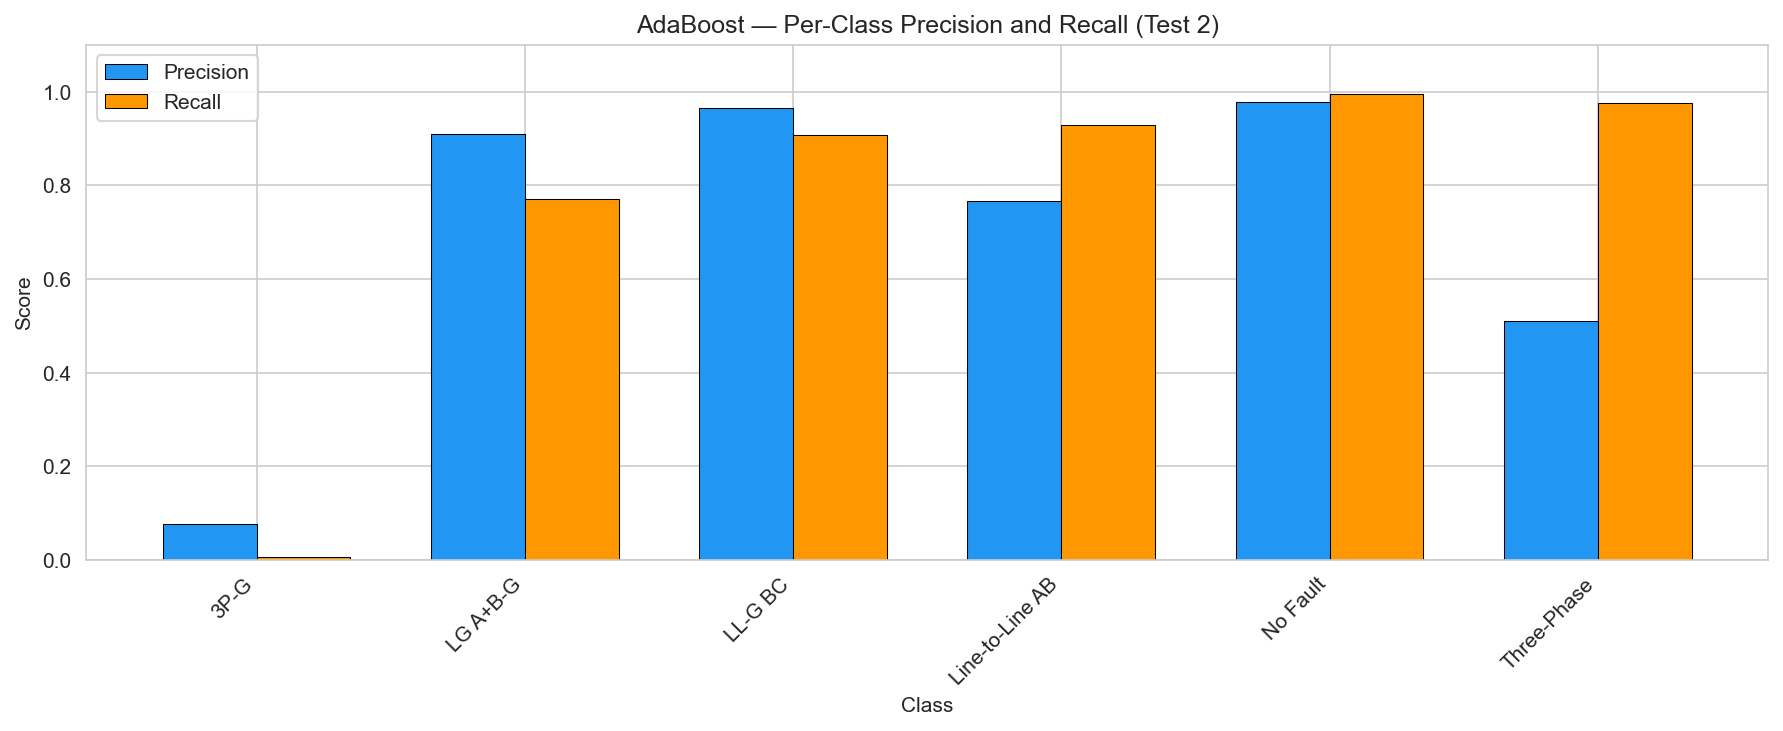 AdaBoost — Per-Class Precision and Recall (Test 2)
Precision
Recall
Score
1.0
0.8
0.6
0.4
0.2
0.0
3P-G
LG A+B-G
LL-G BC
Line-to-Line AB
No Fault
Three-Phase
Class